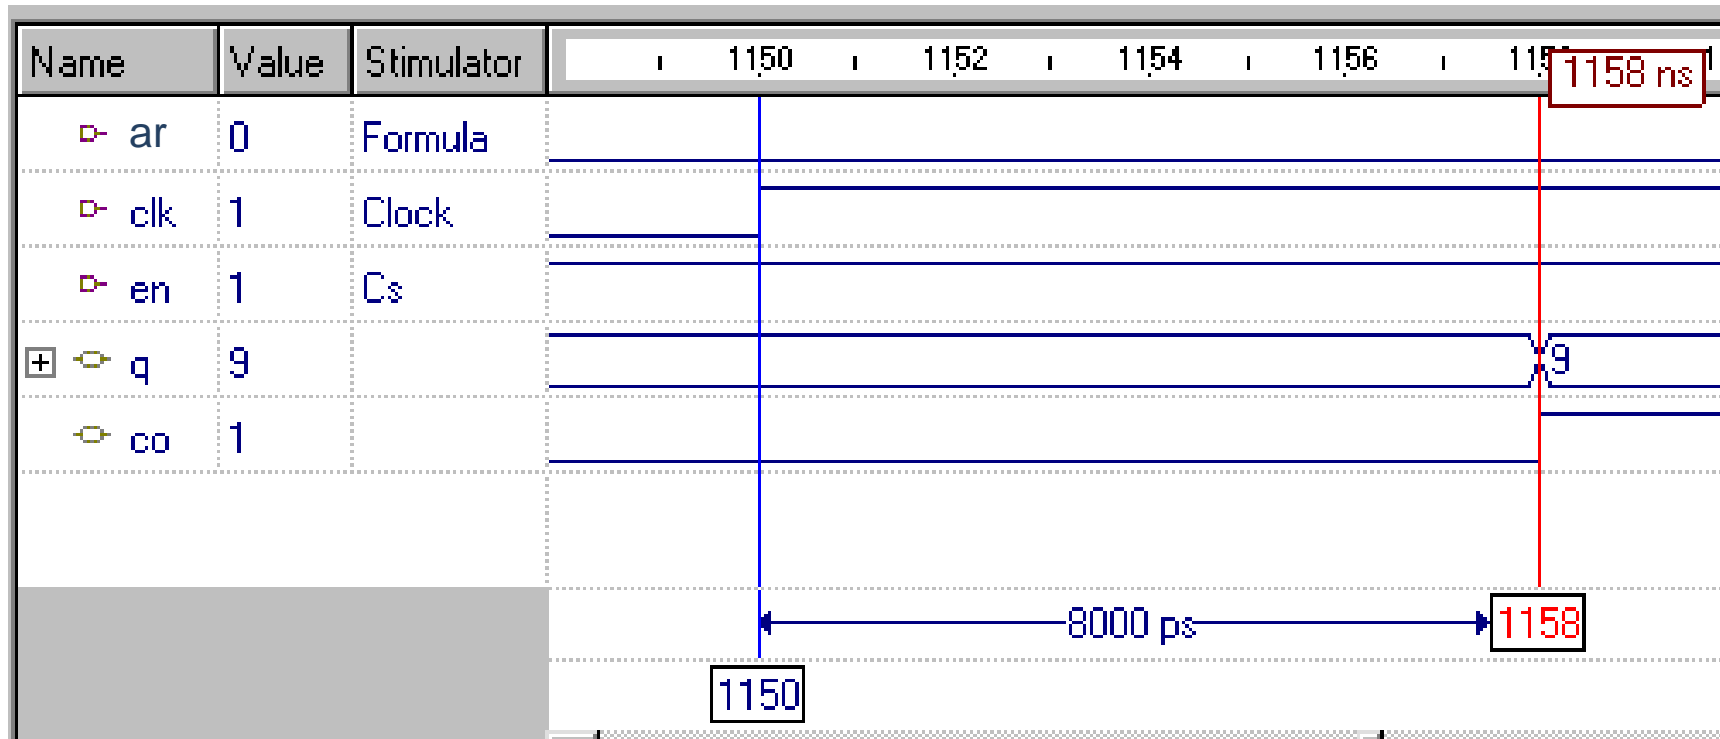 Name Value Stimulator 1150 1152 1154 1156 1158 ns
ar 0 Formula
clk 1 Clock
en 1 Cs
q 9 9
co 1
8000 ps 1158
1150